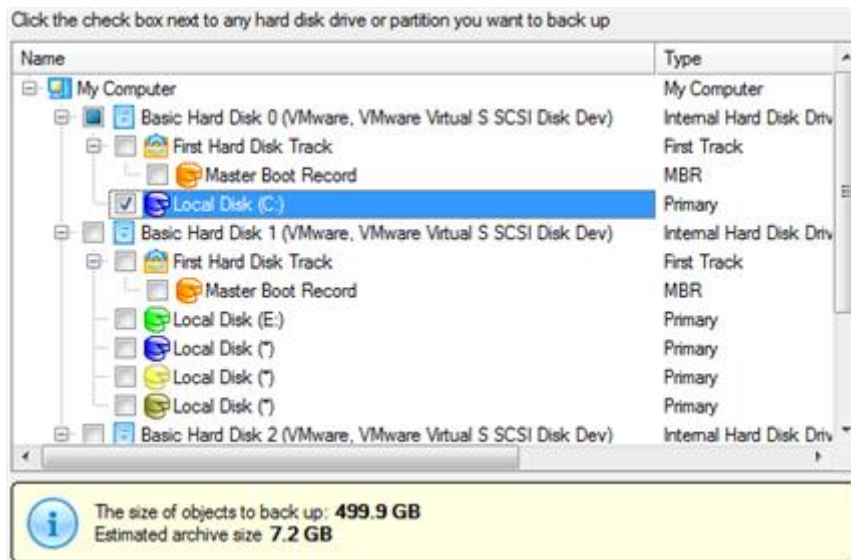 Click the check box next to any hard disk drive or partition you want to back up
Name Type
My Computer My Computer
Basic Hard Disk 0 (VMware, VMware Virtual S SCSI Disk Dev) Internal Hard Disk Driv
First Hard Disk Track First Track
Master Boot Record MBR
Local Disk (C:) Primary
Basic Hard Disk 1 (VMware, VMware Virtual S SCSI Disk Dev) Internal Hard Disk Driv
First Hard Disk Track First Track
Master Boot Record MBR
Local Disk (E:) Primary
Local Disk (*) Primary
Local Disk (*) Primary
Local Disk (*) Primary
Basic Hard Disk 2 (VMware, VMware Virtual S SCSI Disk Dev) Internal Hard Disk Driv
The size of objects to back up: 499.9 GB
Estimated archive size 7.2 GB